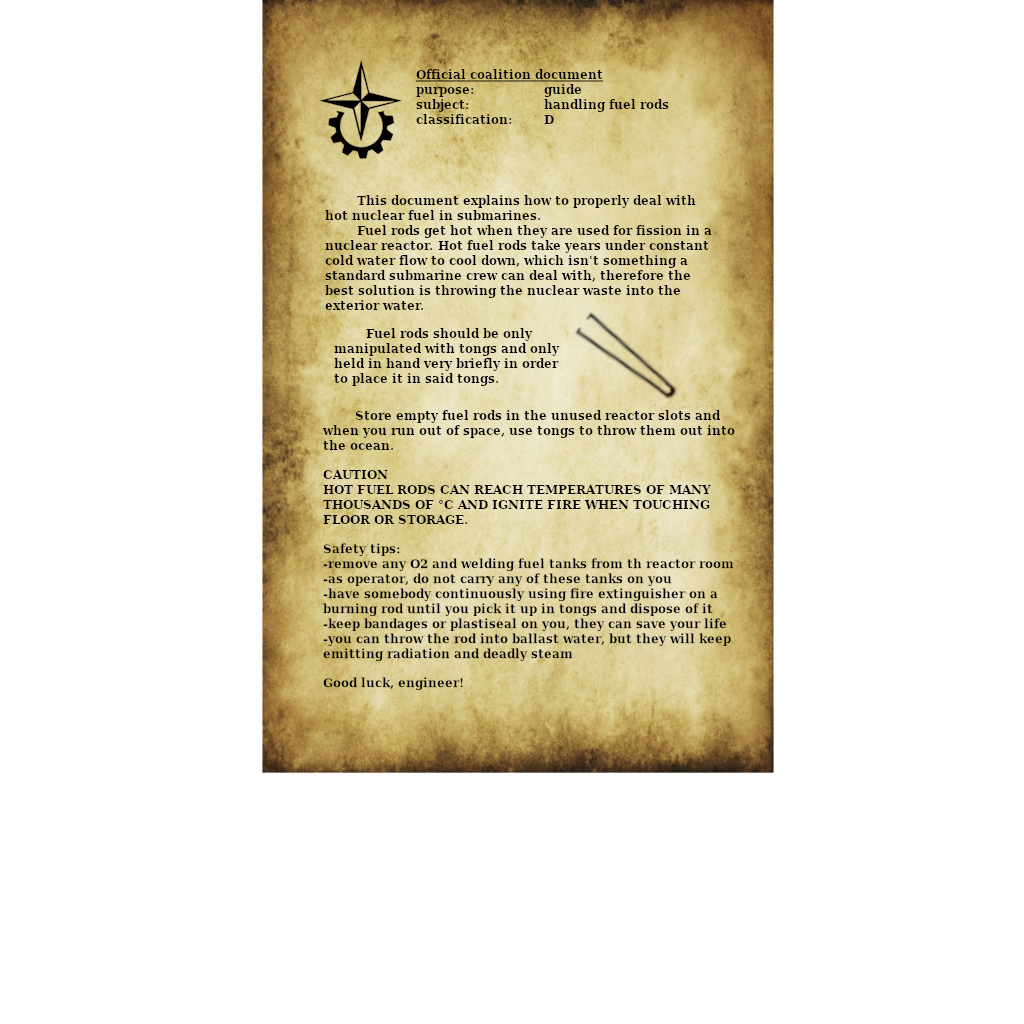 Official coalition document
purpose: guide
subject: handling fuel rods
classification: D
This document explains how to properly deal with
hot nuclear fuel in submarines.
Fuel rods get hot when they are used for fission in a
nuclear reactor. Hot fuel rods take years under constant
cold water flow to cool down, which isn't something a
standard submarine crew can deal with, therefore the
best solution is throwing the nuclear waste into the
exterior water.
Fuel rods should be only
manipulated with tongs and only
held in hand very briefly in order
to place it in said tongs.
Store empty fuel rods in the unused reactor slots and
when you run out of space, use tongs to throw them out into
the ocean.
CAUTION
HOT FUEL RODS CAN REACH TEMPERATURES OF MANY
THOUSANDS OF °C AND IGNITE FIRE WHEN TOUCHING
FLOOR OR STORAGE.
Safety tips:
-remove any O2 and welding fuel tanks from th reactor room
-as operator, do not carry any of these tanks on you
-have somebody continuously using fire extinguisher on a
burning rod until you pick it up in tongs and dispose of it
-keep bandages or plastiseal on you, they can save your life
-you can throw the rod into ballast water, but they will keep
emitting radiation and deadly steam
Good luck, engineer!